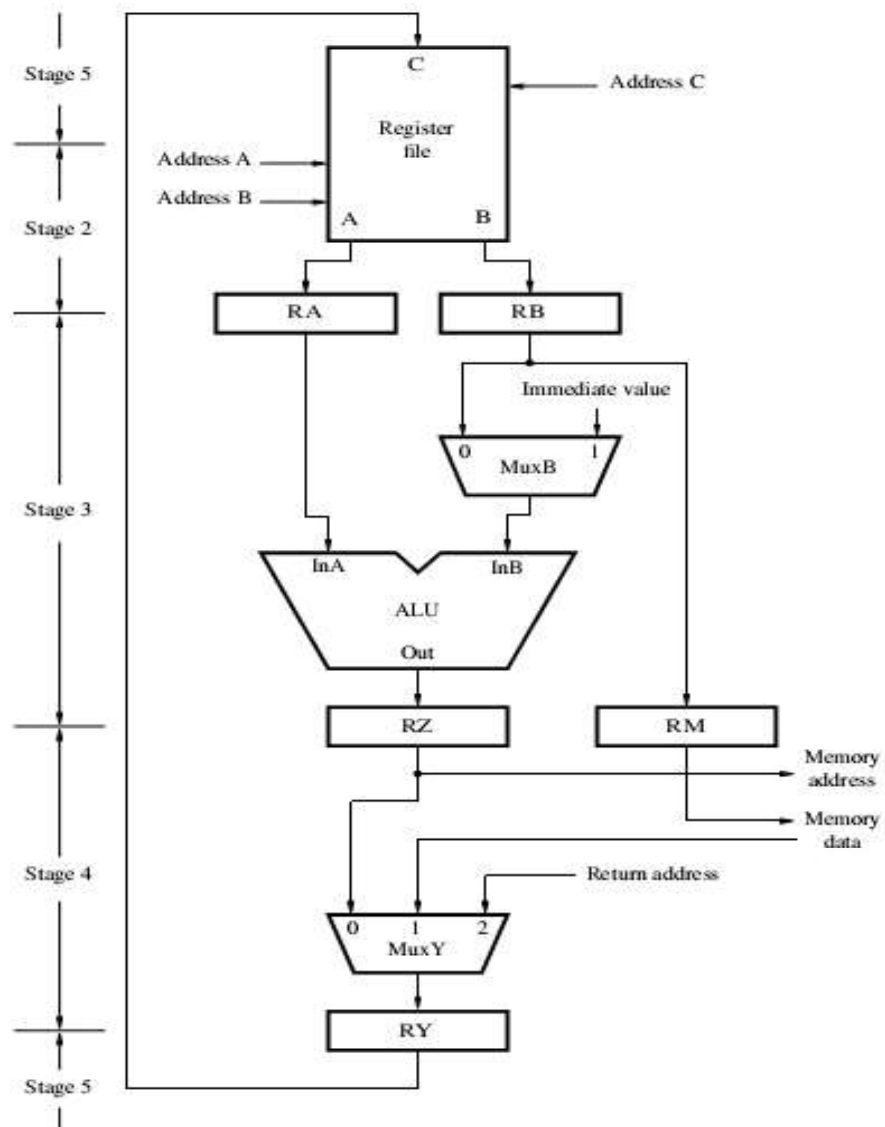 Stage 5
C
Address C
Register
file
Address A
Address B
A
B
Stage 2
RA
RB
Immediate value
0
1
MuxB
Stage 3
InA
InB
ALU
Out
RZ
RM
Memory
address
Memory
data
Stage 4
Return address
0
1
2
MuxY
RY
Stage 5